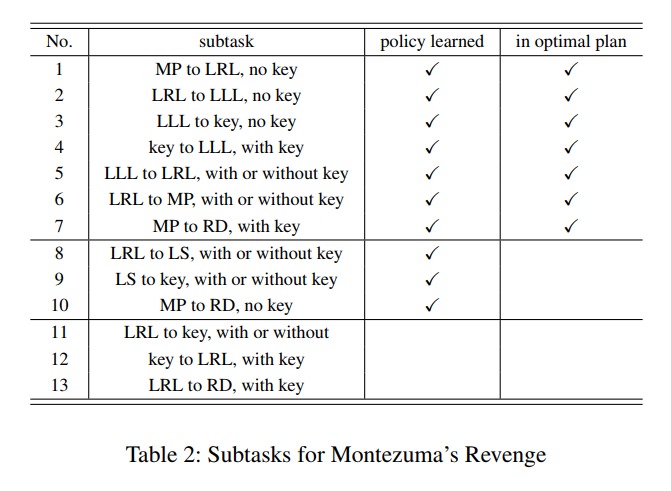 No. subtask policy learned in optimal plan
1 MP to LRL, no key ✓ ✓
2 LRL to LLL, no key ✓ ✓
3 LLL to key, no key ✓ ✓
4 key to LLL, with key ✓ ✓
5 LLL to LRL, with or without key ✓ ✓
6 LRL to MP, with or without key ✓ ✓
7 MP to RD, with key ✓ ✓
8 LRL to LS, with or without key ✓
9 LS to key, with or without key ✓
10 MP to RD, no key ✓
11 LRL to key, with or without
12 key to LRL, with key
13 LRL to RD, with key
Table 2: Subtasks for Montezuma's Revenge